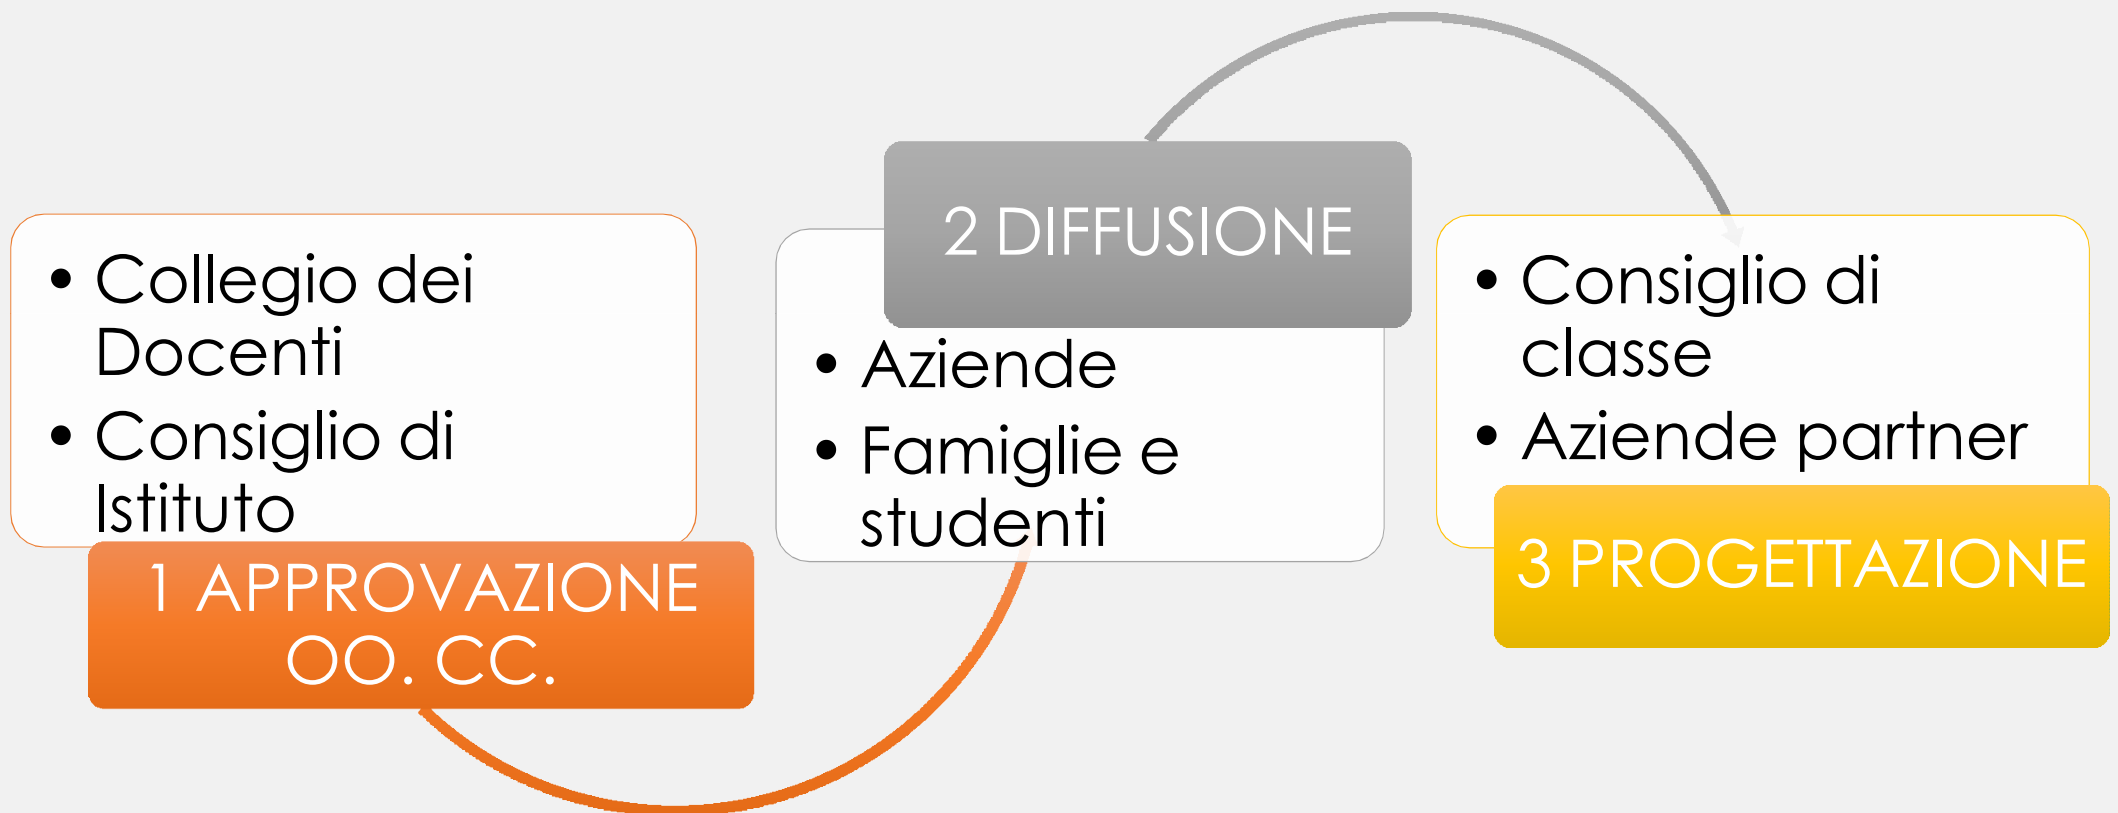 • Collegio dei
Docenti
• Consiglio di
Istituto
1 APPROVAZIONE
OO. CC.
2 DIFFUSIONE
• Aziende
• Famiglie e
studenti
• Consiglio di
classe
• Aziende partner
3 PROGETTAZIONE